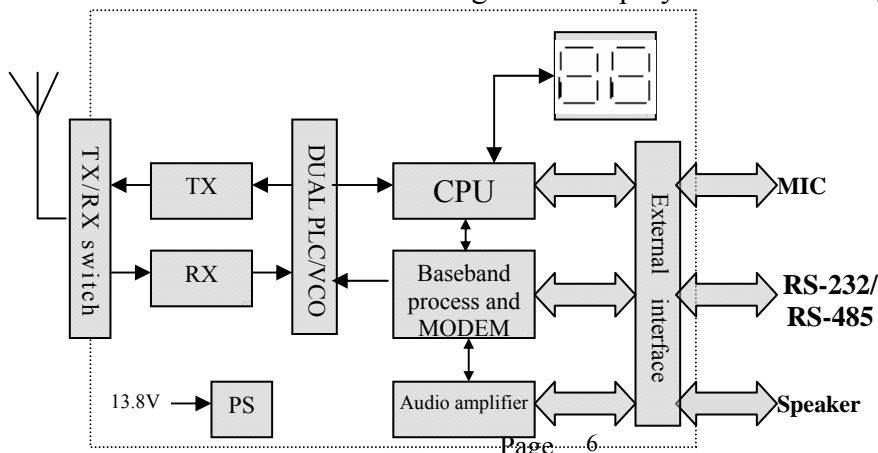 TX/RX switch
TX
RX
DUAL PLC/VCO
CPU
Baseband
process and
MODEM
Audio amplifier
External interface
MIC
RS-232/
RS-485
Speaker
13.8V
PS
Page 6